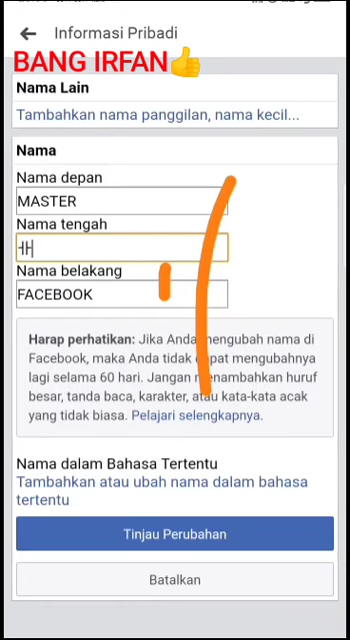 Informasi Pribadi
BANG IRFAN👍
Nama Lain
Tambahkan nama panggilan, nama kecil...
Nama
Nama depan
MASTER
Nama tengah
Nama belakang
FACEBOOK
Harap perhatikan: Jika Anda mengubah nama di
Facebook, maka Anda tidak dapat mengubahnya
lagi selama 60 hari. Jangan menambahkan huruf
besar, tanda baca, karakter, atau kata-kata acak
yang tidak biasa. Pelajari selengkapnya.
Nama dalam Bahasa Tertentu
Tambahkan atau ubah nama dalam bahasa
tertentu
Tinjau Perubahan
Batalkan